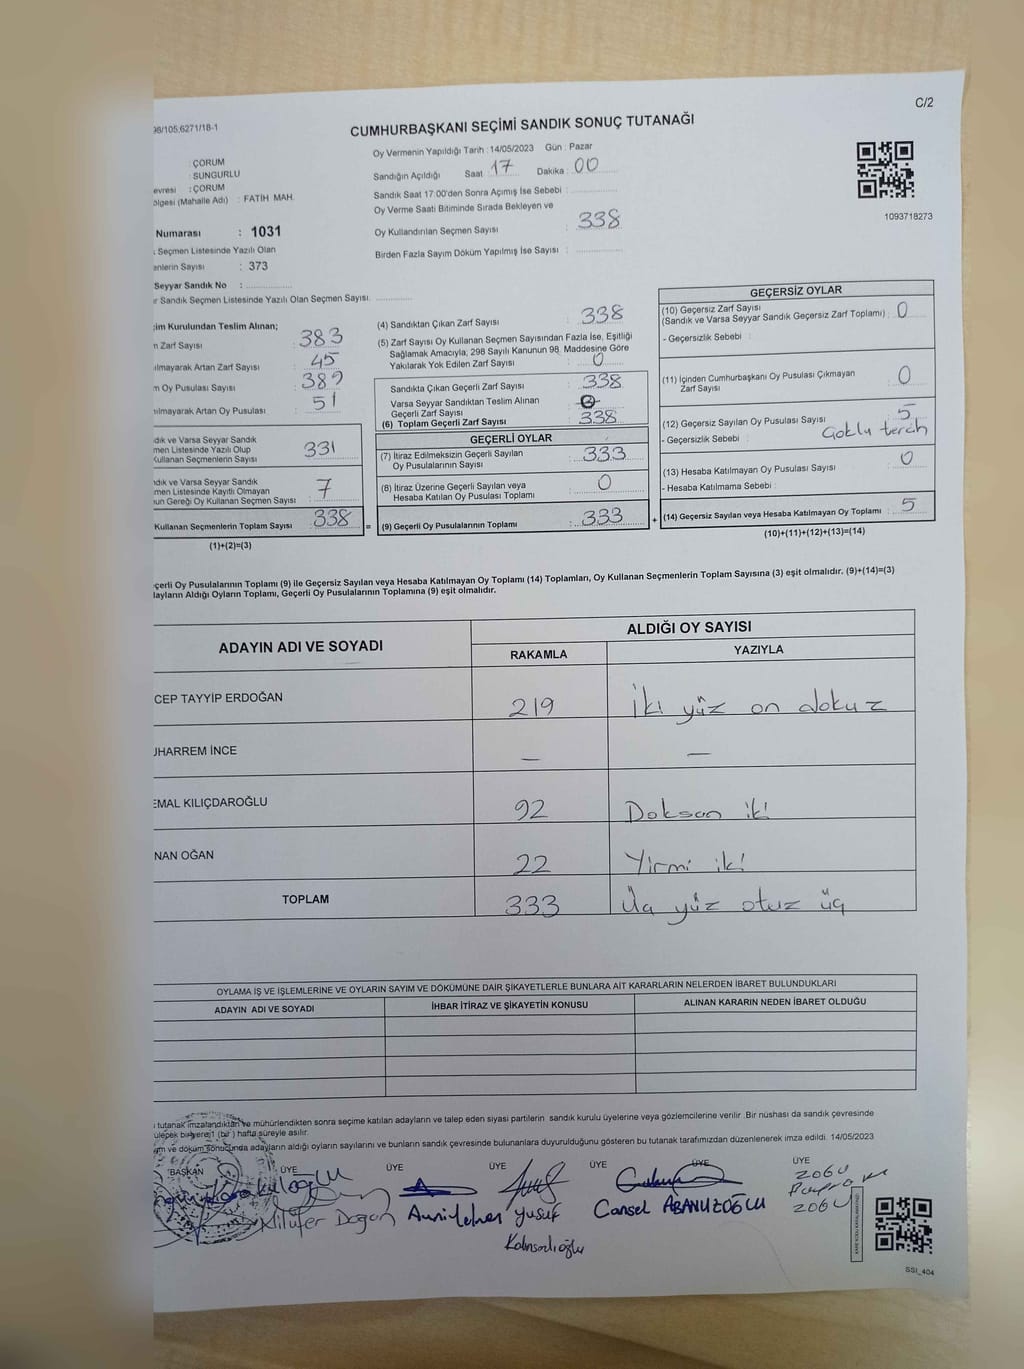 C/2
98/105.6271/18-1
CUMHURBAŞKANI SEÇİMİ SANDIK SONUÇ TUTANAĞI
Oy Vermenin Yapıldığı Tarih : 14/05/2023 Gün : Pazar
: ÇORUM
: SUNGURLU
evresi : ÇORUM
ölgesi (Mahalle Adı) : FATİH MAH.
Sandığın Açıldığı Saat : 17 Dakika : 00
Sandık Saat 17:00'den Sonra Açımış İse Sebebi :
Oy Verme Saati Bitiminde Sırada Bekleyen ve
Oy Kullandırılan Seçmen Sayısı : 338
Birden Fazla Sayım Döküm Yapılmış İse Sayısı :
1093718273
Numarası : 1031
Seçmen Listesinde Yazılı Olan
enlerin Sayısı : 373
Seyyar Sandık No :
r Sandık Seçmen Listesinde Yazılı Olan Seçmen Sayısı:
im Kurulundan Teslim Alınan;
n Zarf Sayısı : 383
ılmayarak Artan Zarf Sayısı : 45
m Oy Pusulası Sayısı : 389
ılmayarak Artan Oy Pusulası : 51
dık ve Varsa Seyyar Sandık
men Listesinde Yazılı Olup
Kullanan Seçmenlerin Sayısı : 331
ndık ve Varsa Seyyar Sandık
men Listesinde Kayıtlı Olmayan
un Gereği Oy Kullanan Seçmen Sayısı : 7
Kullanan Seçmenlerin Toplam Sayısı : 338 =
(1)+(2)=(3)
(4) Sandıktan Çıkan Zarf Sayısı : 338
(5) Zarf Sayısı Oy Kullanan Seçmen Sayısından Fazla İse, Eşitliği
Sağlamak Amacıyla, 298 Sayılı Kanunun 98. Maddesine Göre
Yakılarak Yok Edilen Zarf Sayısı : 0
Sandıkta Çıkan Geçerli Zarf Sayısı : 338
Varsa Seyyar Sandıktan Teslim Alınan
Geçerli Zarf Sayısı
(6) Toplam Geçerli Zarf Sayısı : 338
GEÇERLİ OYLAR
(7) İtiraz Edilmeksizin Geçerli Sayılan
Oy Pusulalarının Sayısı : 333
(8) İtiraz Üzerine Geçerli Sayılan veya
Hesaba Katılan Oy Pusulası Toplamı : 0
(9) Geçerli Oy Pusulalarının Toplamı : 333 +
GEÇERSİZ OYLAR
(10) Geçersiz Zarf Sayısı
(Sandık ve Varsa Seyyar Sandık Geçersiz Zarf Toplamı) : 0
- Geçersizlik Sebebi :
(11) İçinden Cumhurbaşkanı Oy Pusulası Çıkmayan
Zarf Sayısı : 0
(12) Geçersiz Sayılan Oy Pusulası Sayısı : 5
- Geçersizlik Sebebi : Çoklu tercih
(13) Hesaba Katılmayan Oy Pusulası Sayısı : 0
- Hesaba Katılmama Sebebi :
(14) Geçersiz Sayılan veya Hesaba Katılmayan Oy Toplamı : 5
(10)+(11)+(12)+(13)=(14)
çerli Oy Pusulalarının Toplamı (9) ile Geçersiz Sayılan veya Hesaba Katılmayan Oy Toplamı (14) Toplamları, Oy Kullanan Seçmenlerin Toplam Sayısına (3) eşit olmalıdır. (9)+(14)=(3)
layların Aldığı Oyların Toplamı, Geçerli Oy Pusulalarının Toplamına (9) eşit olmalıdır.
ADAYIN ADI VE SOYADI ALDIĞI OY SAYISI
RAKAMLA YAZIYLA
CEP TAYYİP ERDOĞAN 219 İki yüz on dokuz
UHARREM İNCE — —
EMAL KILIÇDAROĞLU 92 Doksan iki
NAN OĞAN 22 Yirmi iki
TOPLAM 333 Üç yüz otuz üç
OYLAMA İŞ VE İŞLEMLERİNE VE OYLARIN SAYIM VE DÖKÜMÜNE DAİR ŞİKAYETLERLE BUNLARA AİT KARARLARIN NELERDEN İBARET BULUNDUKLARI
ADAYIN ADI VE SOYADI İHBAR İTİRAZ VE ŞİKAYETİN KONUSU ALINAN KARARIN NEDEN İBARET OLDUĞU
tutanak imzalandıktan ve mühürlendikten sonra seçime katılan adayların ve talep eden siyasi partilerin sandık kurulu üyelerine veya gözlemcilerine verilir .Bir nüshası da sandık çevresinde
ülecek bir yere 1 (bir ) hafta süreyle asılır.
ım ve döküm sonucunda adayların aldığı oyların sayılarını ve bunların sandık çevresinde bulunanlara duyurulduğunu gösteren bu tutanak tarafımızdan düzenlenerek imza edildi. 14/05/2023
BAŞKAN ÜYE ÜYE ÜYE ÜYE ÜYE ÜYE
Nilüfer Doğan
Yusuf
Cansel ABANUZOĞLU
SSI_404